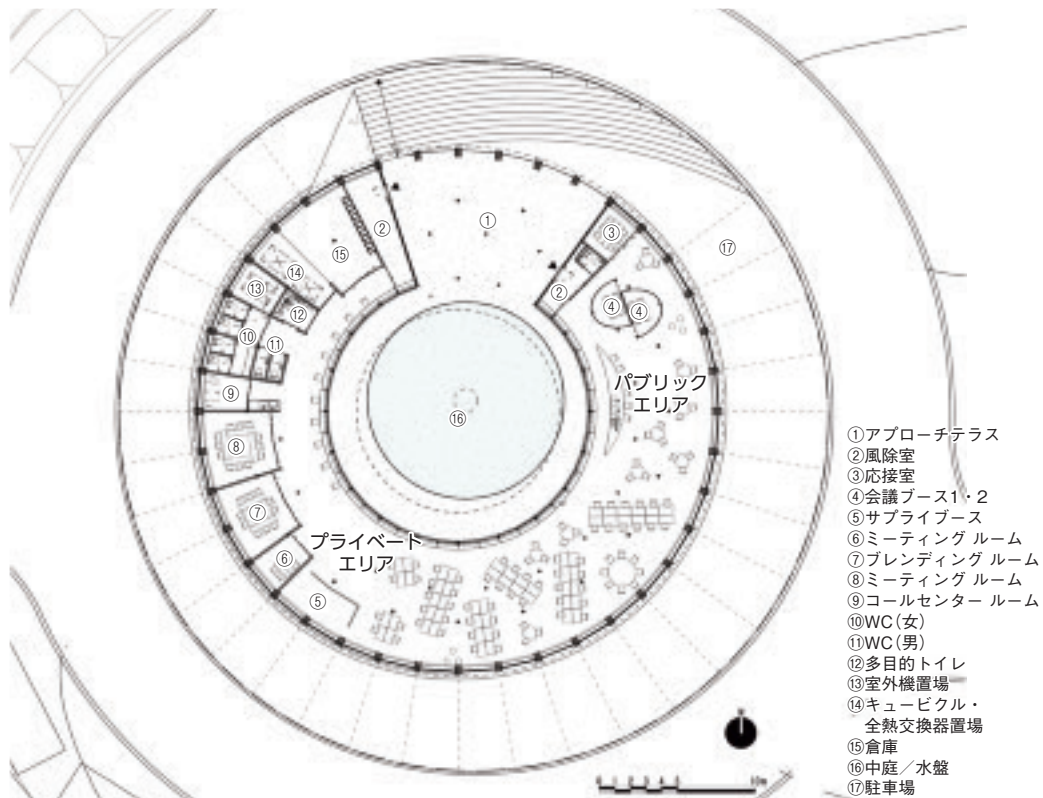 ②
①
③
⑮
②
⑰
⑭
⑬
④
④
⑫
⑩
⑪
パブリック
エリア
⑨
⑯
⑧
⑦
プライベート
エリア
⑥
⑤
①アプローチテラス
②風除室
③応接室
④会議ブース1・2
⑤サプライブース
⑥ミーティング ルーム
⑦ブレンディング ルーム
⑧ミーティング ルーム
⑨コールセンター ルーム
⑩WC(女)
⑪WC(男)
⑫多目的トイレ
⑬室外機置場
⑭キュービクル・
全熱交換器置場
⑮倉庫
⑯中庭／水盤
⑰駐車場